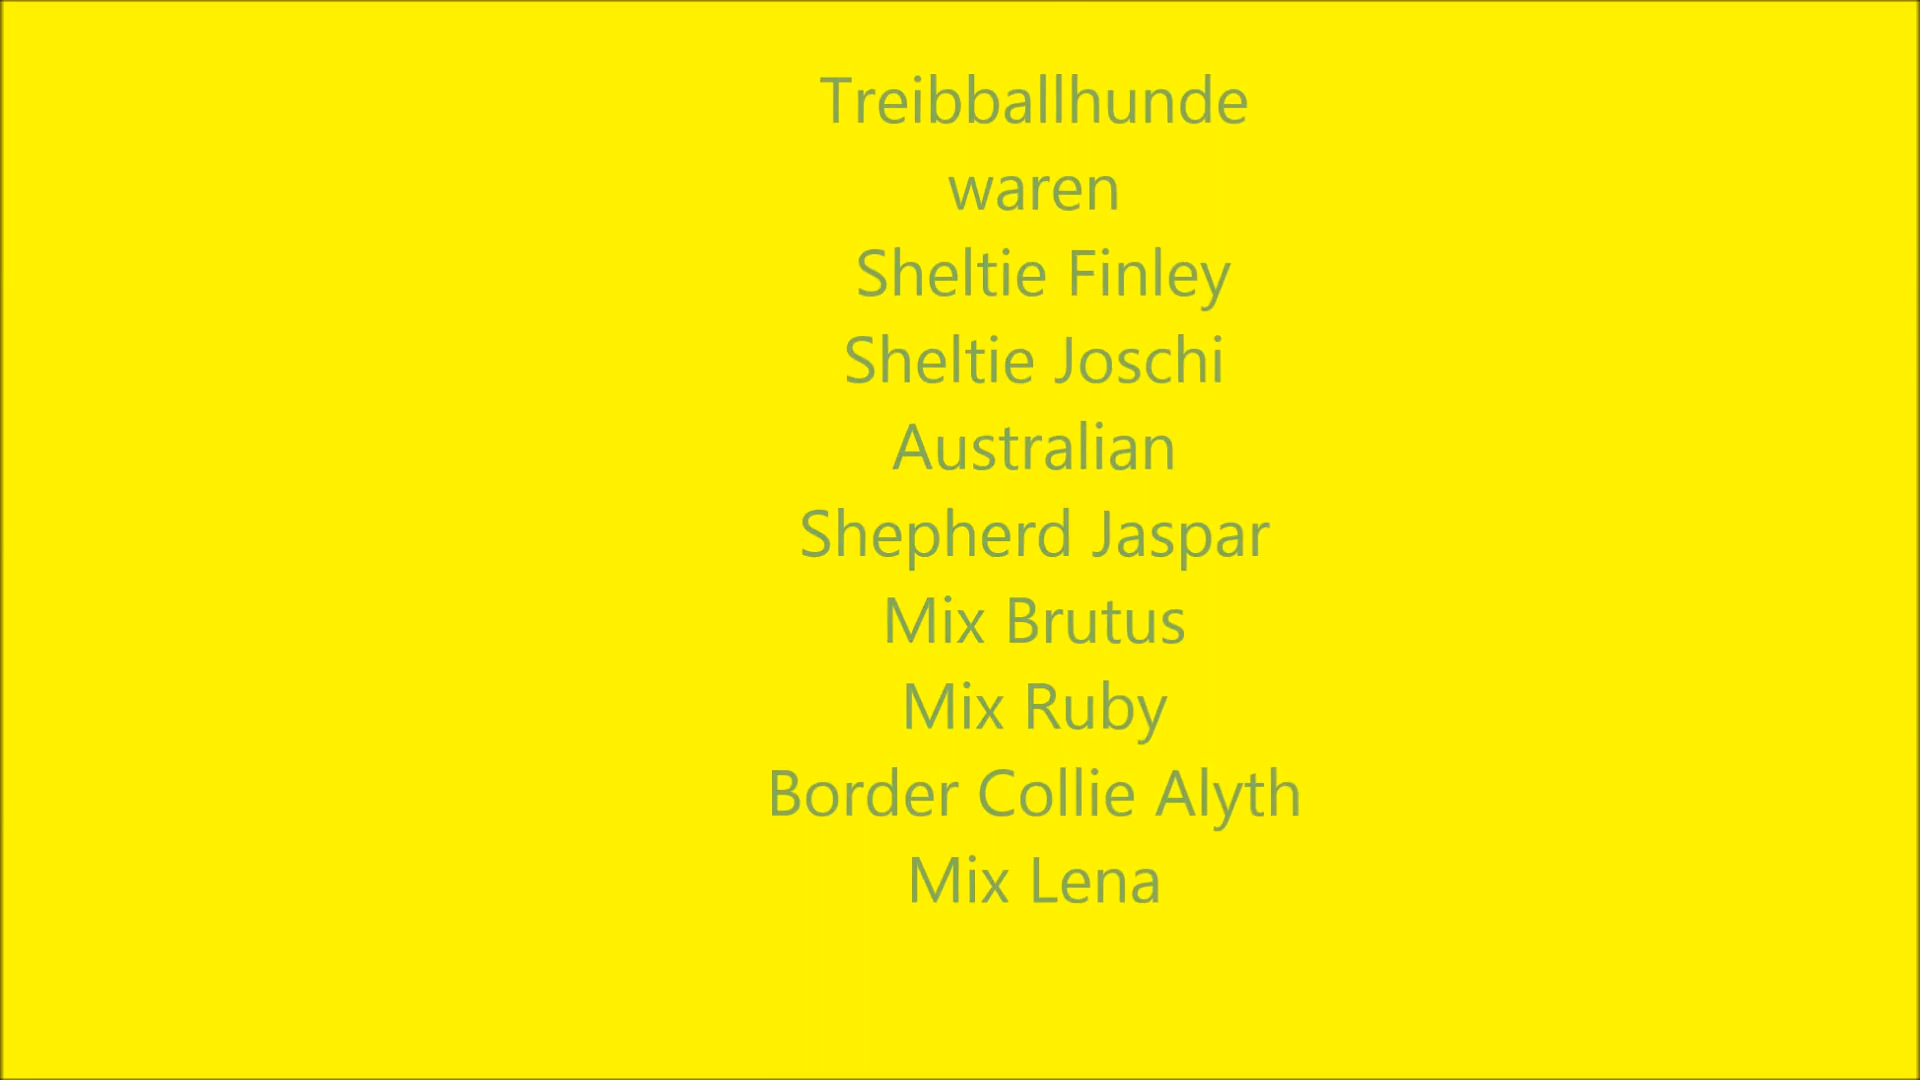 Treibballhunde
waren
Sheltie Finley
Sheltie Joschi
Australian
Shepherd Jaspar
Mix Brutus
Mix Ruby
Border Collie Alyth
Mix Lena